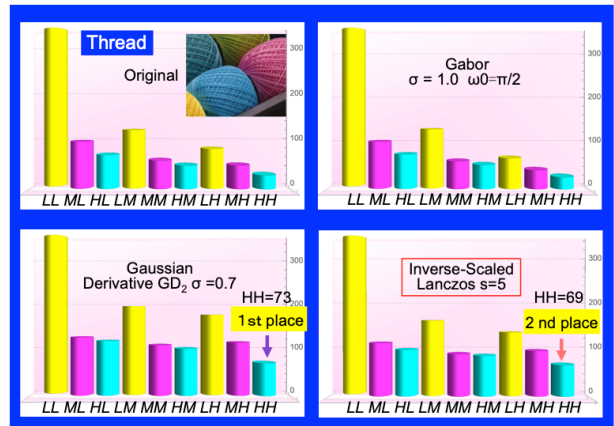 Thread
Original
300
200
100
0
LL ML HL LM MM HM LH MH HH
Gabor
σ = 1.0 ω0=π/2
300
200
100
0
LL ML HL LM MM HM LH MH HH
Gaussian
Derivative GD₂ σ =0.7
HH=73
1st place
300
200
100
0
LL ML HL LM MM HM LH MH HH
Inverse-Scaled
Lanczos s=5
HH=69
2 nd place
300
200
100
0
LL ML HL LM MM HM LH MH HH